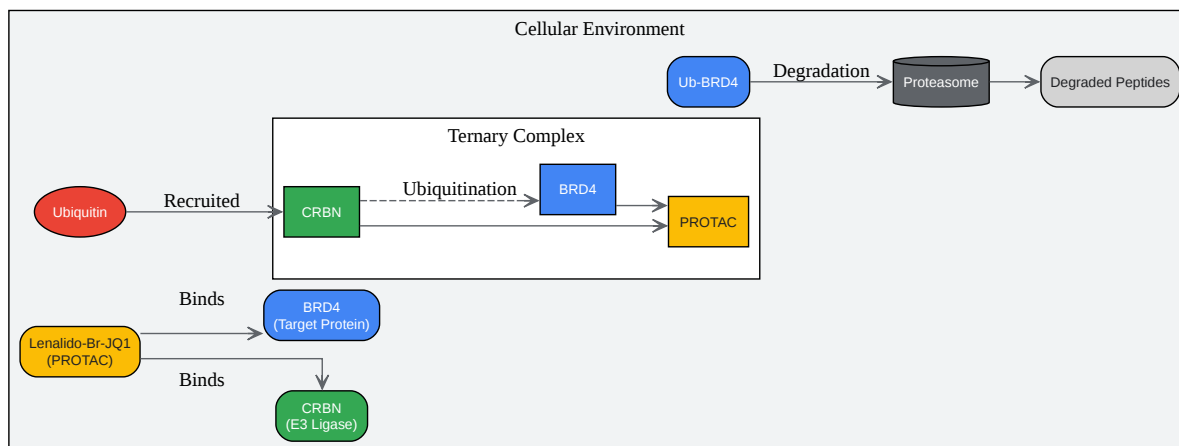 Cellular Environment
Ub-BRD4
Degradation
Proteasome
Degraded Peptides
Ternary Complex
Ubiquitin
Recruited
CRBN
Ubiquitination
BRD4
PROTAC
Binds
BRD4
(Target Protein)
Lenalido-Br-JQ1
(PROTAC)
Binds
CRBN
(E3 Ligase)